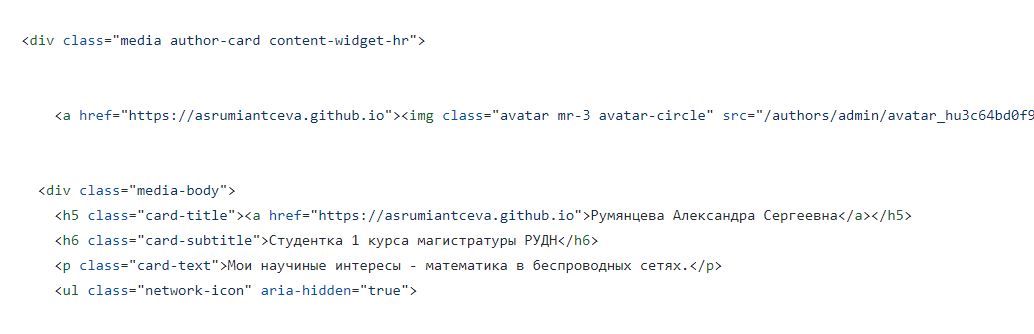 <div class="media author-card content-widget-hr">
<a href="https://asrumiantceva.github.io"><img class="avatar mr-3 avatar-circle" src="/authors/admin/avatar_hu3c64bd0f9
<div class="media-body">
<h5 class="card-title"><a href="https://asrumiantceva.github.io">Румянцева Александра Сергеевна</a></h5>
<h6 class="card-subtitle">Студентка 1 курса магистратуры РУДН</h6>
<p class="card-text">Мои научиные интересы - математика в беспроводных сетях.</p>
<ul class="network-icon" aria-hidden="true">